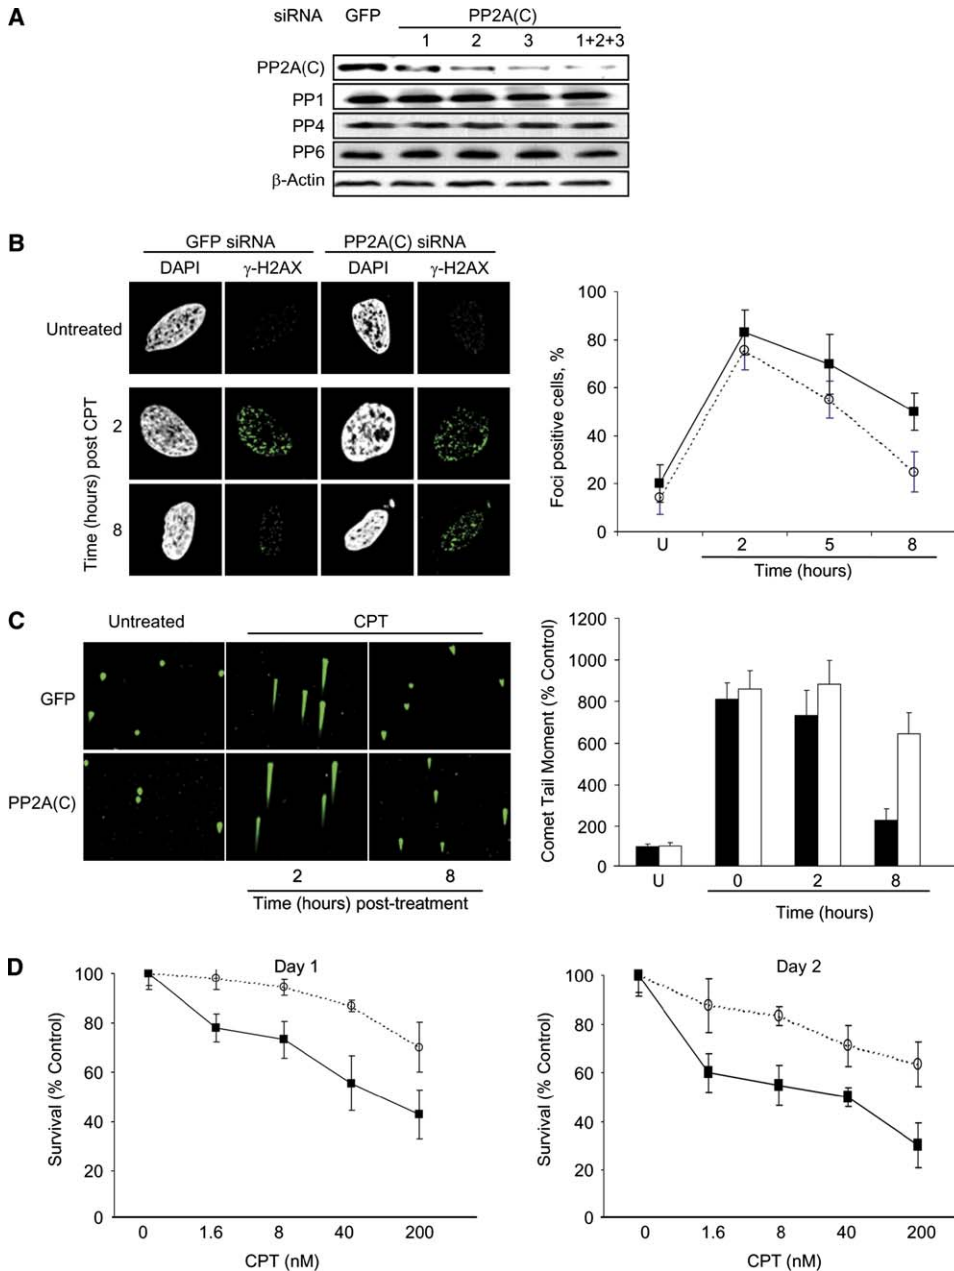 A
siRNA GFP PP2A(C)
1 2 3 1+2+3
PP2A(C)
PP1
PP4
PP6
β-Actin
B
GFP siRNA PP2A(C) siRNA
DAPI γ-H2AX DAPI γ-H2AX
Untreated
2
8
Time (hours) post CPT
100
80
60
40
20
0
Foci positive cells, %
U 2 5 8
Time (hours)
C
Untreated CPT
GFP
PP2A(C)
2 8
Time (hours) post-treatment
1200
1000
800
600
400
200
0
Comet Tail Moment (% Control)
U 0 2 8
Time (hours)
D
Day 1
100
80
60
40
20
0
Survival (% Control)
0 1.6 8 40 200
CPT (nM)
Day 2
100
80
60
40
20
0
Survival (% Control)
0 1.6 8 40 200
CPT (nM)